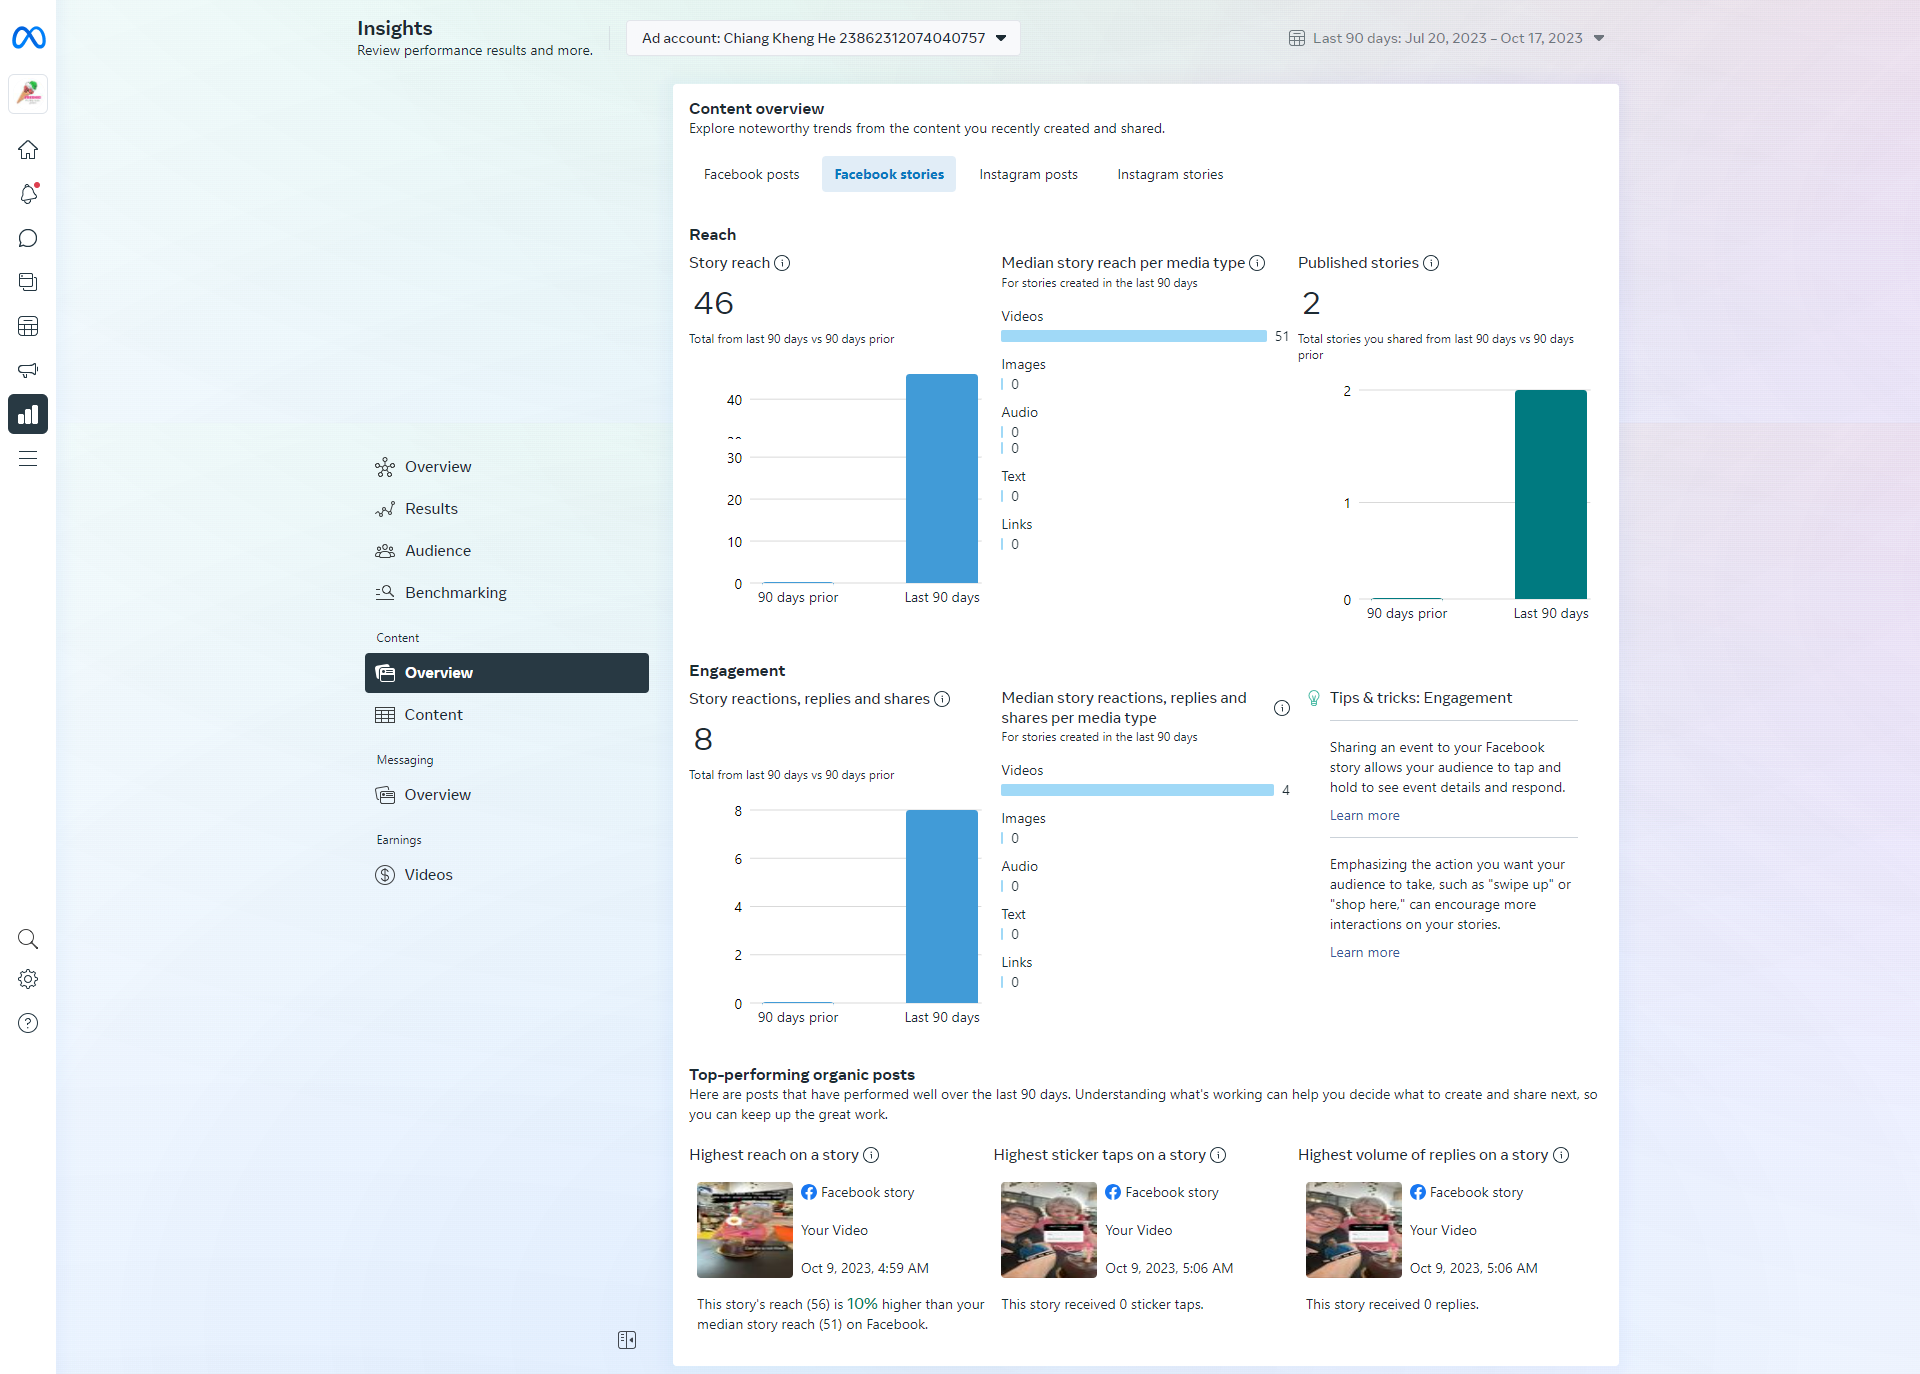 Insights
Review performance results and more.
Ad account: Chiang Kheng He 23862312074040757
Last 90 days: Jul 20, 2023 – Oct 17, 2023
Overview
Results
Audience
Benchmarking
Content
Overview
Content
Messaging
Overview
Earnings
Videos
Content overview
Explore noteworthy trends from the content you recently created and shared.
Facebook posts
Facebook stories
Instagram posts
Instagram stories
Reach
Story reach
46
Total from last 90 days vs 90 days prior
40
30
20
10
0
90 days prior
Last 90 days
Median story reach per media type
For stories created in the last 90 days
Videos
51
Images
0
Audio
0
0
Text
0
Links
0
Published stories
2
Total stories you shared from last 90 days vs 90 days
prior
2
1
0
90 days prior
Last 90 days
Engagement
Story reactions, replies and shares
8
Total from last 90 days vs 90 days prior
8
6
4
2
0
90 days prior
Last 90 days
Median story reactions, replies and
shares per media type
For stories created in the last 90 days
Videos
4
Images
0
Audio
0
Text
0
Links
0
Tips & tricks: Engagement
Sharing an event to your Facebook
story allows your audience to tap and
hold to see event details and respond.
Learn more
Emphasizing the action you want your
audience to take, such as "swipe up" or
"shop here," can encourage more
interactions on your stories.
Learn more
Top-performing organic posts
Here are posts that have performed well over the last 90 days. Understanding what's working can help you decide what to create and share next, so
you can keep up the great work.
Highest reach on a story
Facebook story
Your Video
Oct 9, 2023, 4:59 AM
This story's reach (56) is 10% higher than your
median story reach (51) on Facebook.
Highest sticker taps on a story
Facebook story
Your Video
Oct 9, 2023, 5:06 AM
This story received 0 sticker taps.
Highest volume of replies on a story
Facebook story
Your Video
Oct 9, 2023, 5:06 AM
This story received 0 replies.